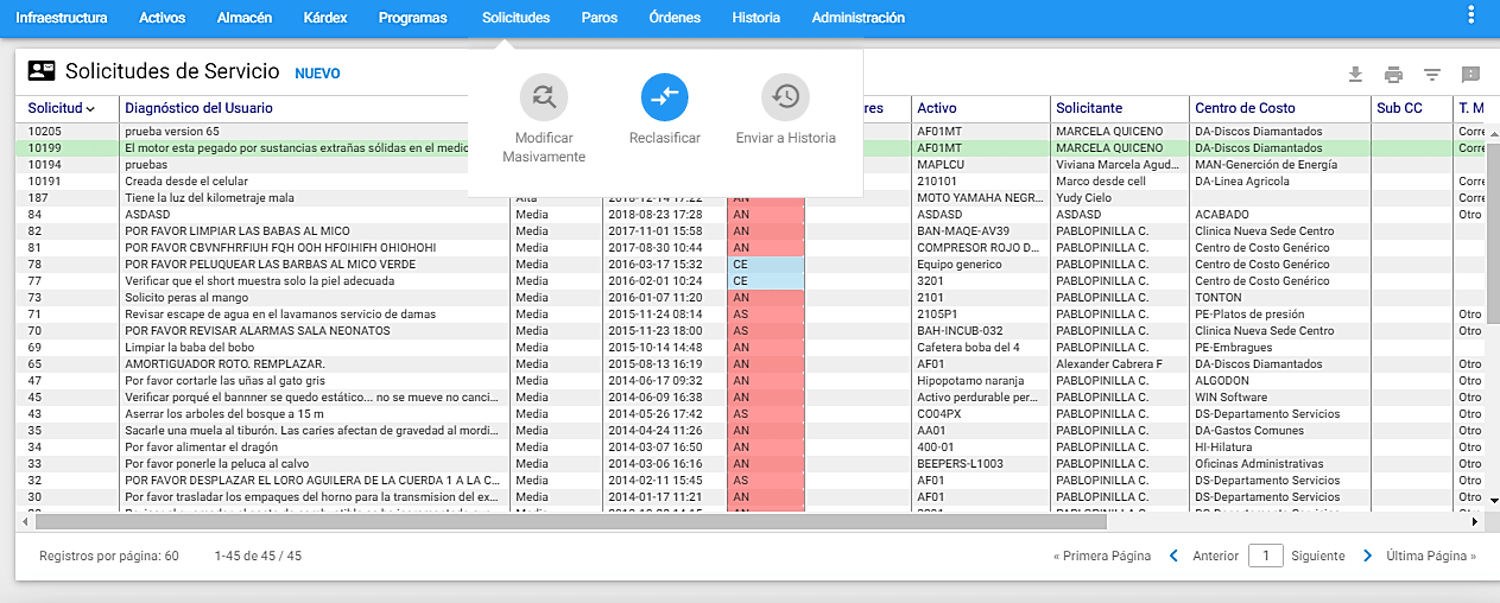 Infraestructura Activos Almacén Kárdex Programas Solicitudes Paros Órdenes Historia Administración
Solicitudes de Servicio NUEVO
Modificar Masivamente
Reclasificar
Enviar a Historia
Solicitud Diagnóstico del Usuario res Activo Solicitante Centro de Costo Sub CC T. M
10205 prueba version 65 AF01MT MARCELA QUICENO DA-Discos Diamantados Corre
10199 El motor esta pegado por sustancias extrañas sólidas en el medio AF01MT MARCELA QUICENO DA-Discos Diamantados Corre
10194 pruebas MAPLCU Viviana Marcela Agud... MAN-Generción de Energía
10191 Creada desde el celular 210101 Marco desde cell DA-Linea Agricola Corre
187 Tiene la luz del kilometraje mala Alta 2018-12-14 17:22 AN MOTO YAMAHA NEGR... Yudy Cielo Corre
84 ASDASD Media 2018-08-23 17:28 AN ASDASD ASDASD ACABADO Otro
82 POR FAVOR LIMPIAR LAS BABAS AL MICO Media 2017-11-01 15:58 AN BAN-MAQE-AV39 PABLOPINILLA C. Clinica Nueva Sede Centro
81 POR FAVOR CBVNFHRFIUH FQH OOH HFOIHIFH OHIOHOHI Media 2017-08-30 10:44 AN COMPRESOR ROJO D... PABLOPINILLA C. Centro de Costo Genérico
78 POR FAVOR PELUQUEAR LAS BARBAS AL MICO VERDE Media 2016-03-17 15:32 CE Equipo generico PABLOPINILLA C. Centro de Costo Genérico
77 Verificar que el short muestra solo la piel adecuada Media 2016-02-01 10:24 CE 3201 PABLOPINILLA C. Centro de Costo Genérico
73 Solicito peras al mango Media 2016-01-07 11:20 AN 2101 PABLOPINILLA C. TONTON
71 Revisar escape de agua en el lavamanos servicio de damas Media 2015-11-24 08:14 AS 2105P1 PABLOPINILLA C. PE-Platos de presión Otro
70 POR FAVOR REVISAR ALARMAS SALA NEONATOS Media 2015-11-23 18:00 AS BAH-INCUB-032 PABLOPINILLA C. Clinica Nueva Sede Centro Otro
69 Limpiar la baba del bobo Media 2015-10-14 14:48 AN Cafetera boba del 4 PABLOPINILLA C. PE-Embragues
65 AMORTIGUADOR ROTO. REMPLAZAR. Media 2015-08-13 16:19 AN AF01 Alexander Cabrera F DA-Discos Diamantados Otro
47 Por favor cortarle las uñas al gato gris Media 2014-06-17 09:32 AN Hipopotamo naranja PABLOPINILLA C. ALGODON Otro
45 Verificar porqué el bannner se quedo estático... no se mueve no canci... Media 2014-06-09 16:38 AN Activo perdurable per... PABLOPINILLA C. WIN Software Otro
43 Aserrar los arboles del bosque a 15 m Media 2014-05-26 17:42 AS CO04PX PABLOPINILLA C. DS-Departamento Servicios Otro
35 Sacarle una muela al tiburón. Las caries afectan de gravedad al mordi... Media 2014-04-24 11:26 AN AA01 PABLOPINILLA C. DA-Gastos Comunes Otro
34 Por favor alimentar el dragón Media 2014-03-07 16:50 AN 400-01 PABLOPINILLA C. HI-Hilatura Otro
33 Por favor ponerle la peluca al calvo Media 2014-03-06 16:16 AN BEEPERS-L1003 PABLOPINILLA C. Oficinas Administrativas Otro
32 POR FAVOR DESPLAZAR EL LORO AGUILERA DE LA CUERDA 1 A LA C... Media 2014-02-11 15:45 AS AF01 PABLOPINILLA C. DS-Departamento Servicios Otro
30 Por favor trasladar los empaques del horno para la transmision del ex... Media 2014-01-17 11:21 AN AF01 PABLOPINILLA C. DS-Departamento Servicios Otro
Registros por página: 60 1-45 de 45 / 45 « Primera Página Anterior 1 Siguiente Última Página »